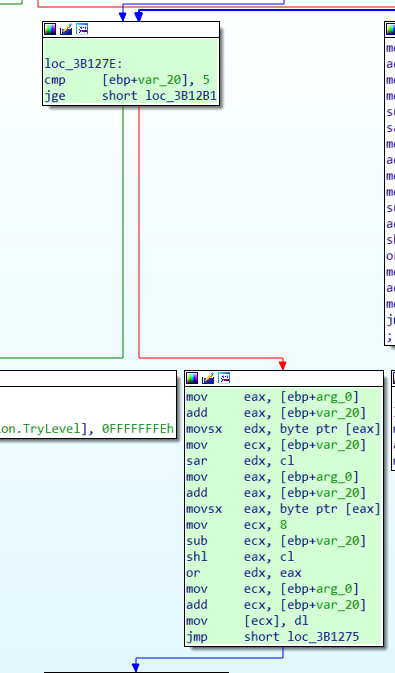 loc_3B127E:
cmp [ebp+var_20], 5
jge short loc_3B12B1
on.TryLevel], 0FFFFFFFEh
mov eax, [ebp+arg_0]
add eax, [ebp+var_20]
movsx edx, byte ptr [eax]
mov ecx, [ebp+var_20]
sar edx, cl
mov eax, [ebp+arg_0]
add eax, [ebp+var_20]
movsx eax, byte ptr [eax]
mov ecx, 8
sub ecx, [ebp+var_20]
shl eax, cl
or edx, eax
mov ecx, [ebp+arg_0]
add ecx, [ebp+var_20]
mov [ecx], dl
jmp short loc_3B1275